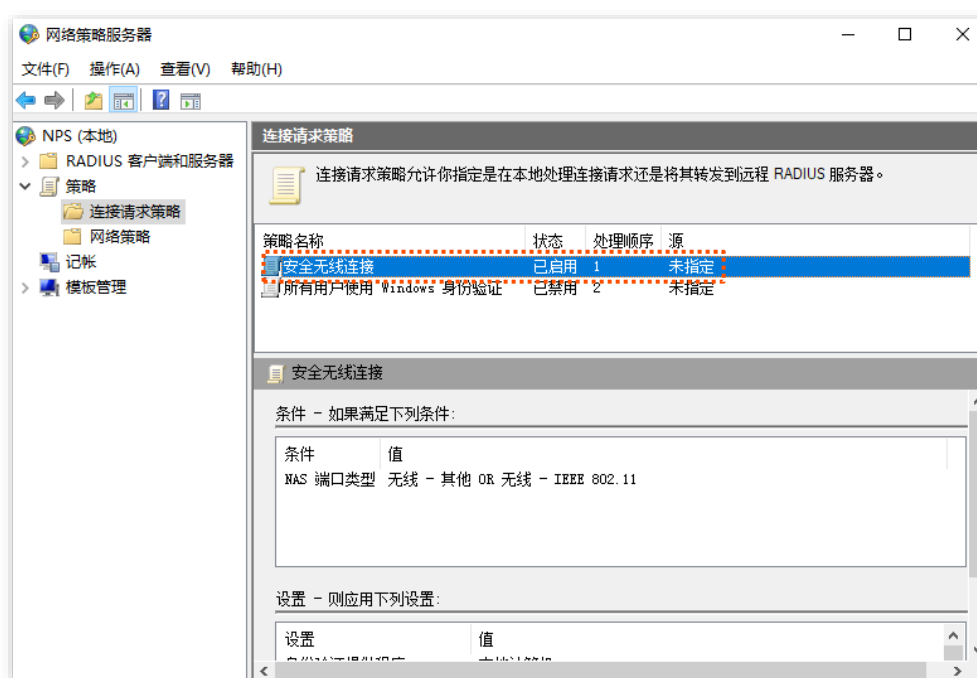 网络策略服务器
文件(F) 操作(A) 查看(V) 帮助(H)
NPS (本地)
RADIUS 客户端和服务器
策略
连接请求策略
网络策略
记帐
模板管理
连接请求策略
连接请求策略允许你指定是在本地处理连接请求还是将其转发到远程 RADIUS 服务器。
策略名称 状态 处理顺序 源
安全无线连接 已启用 1 未指定
所有用户使用 Windows 身份验证 已禁用 2 未指定
安全无线连接
条件 - 如果满足下列条件:
条件 值
NAS 端口类型 无线 - 其他 OR 无线 - IEEE 802.11
设置 - 则应用下列设置:
设置 值